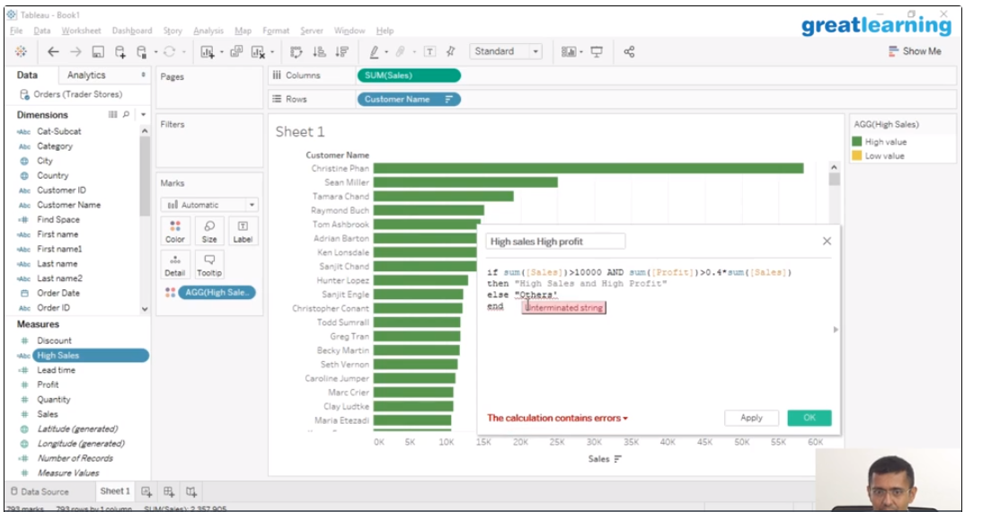 Tableau - Book1
File Data Worksheet Dashboard Story Analysis Map Format Server Window Help
greatlearning
Standard
Show Me
Data Analytics
Orders (Trader Stores)
Dimensions
Abc Cat-Subcat
Abc Category
City
Country
Abc Customer ID
Abc Customer Name
# Find Space
Abc First name
Abc First name1
Abc Last name
Abc Last name2
Order Date
Abc Order ID
Measures
# Discount
Abc High Sales
# Lead time
# Profit
# Quantity
# Sales
Latitude (generated)
Longitude (generated)
# Number of Records
# Measure Values
Pages
Filters
Marks
Automatic
Color Size Label
Detail Tooltip
AGG(High Sale..
Columns SUM(Sales)
Rows Customer Name
Sheet 1
Customer Name
Christine Phan
Sean Miller
Tamara Chand
Raymond Buch
Tom Ashbrook
Adrian Barton
Ken Lonsdale
Sanjit Chand
Hunter Lopez
Sanjit Engle
Christopher Conant
Todd Sumrall
Greg Tran
Becky Martin
Seth Vernon
Caroline Jumper
Marc Crier
Clay Ludtke
Maria Etezadi
0K 5K 10K 15K 20K 25K 30K 35K 40K 45K 50K 55K 60K
Sales
High sales High profit
if sum([Sales])>10000 AND sum([Profit])>0.4*sum([Sales])
then "High Sales and High Profit"
else "Others'
end
Unterminated string
The calculation contains errors
Apply OK
AGG(High Sales)
High value
Low value
Data Source Sheet 1
793 marks 793 rows by 1 column SUM(Sales): 2,357,905